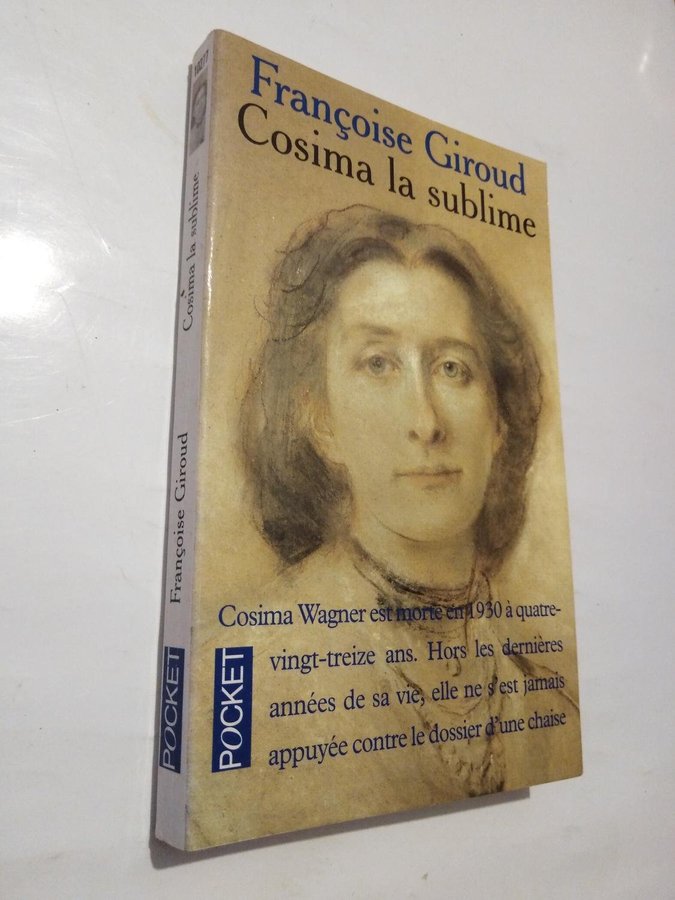 Françoise Giroud
Cosima la sublime
Cosima Wagner est morte en 1930 à quatre-
vingt-treize ans. Hors les dernières
années de sa vie, elle ne s'est jamais
appuyée contre le dossier d'une chaise
POCKET
Cosima la sublime
Françoise Giroud
POCKET